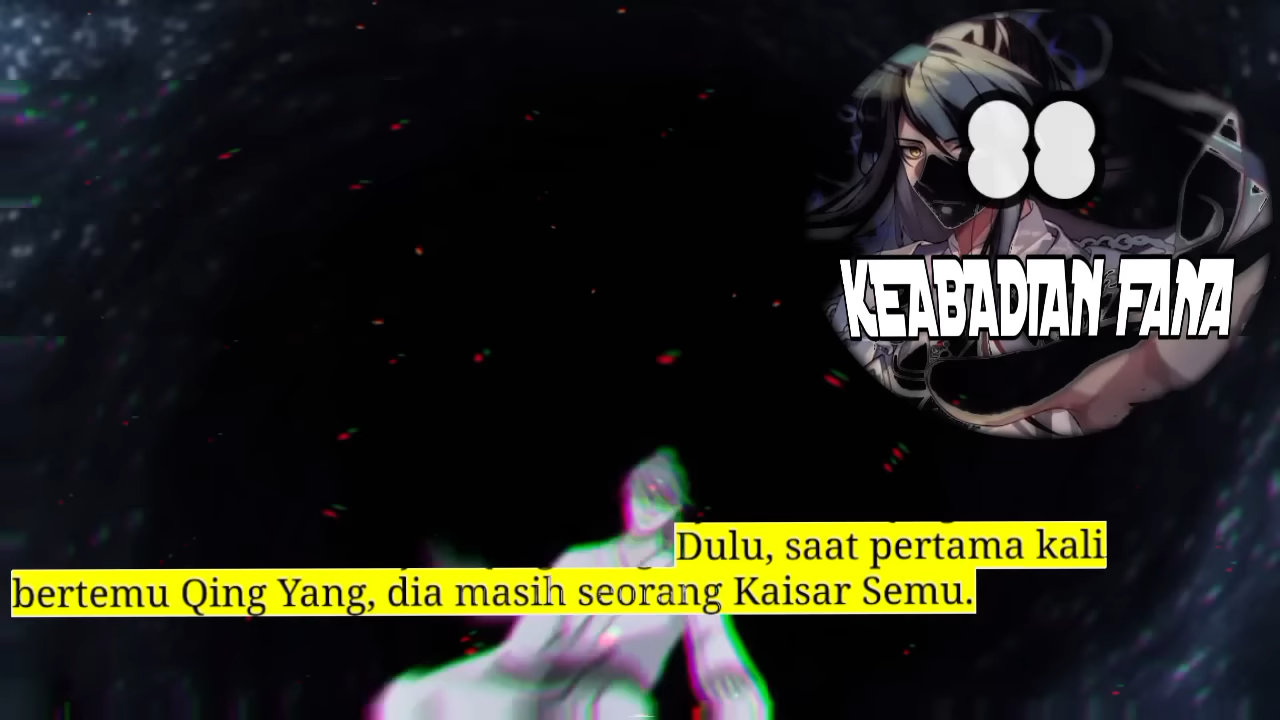 88
KEABADIAN FANA
Dulu, saat pertama kali
bertemu Qing Yang, dia masih seorang Kaisar Semu.